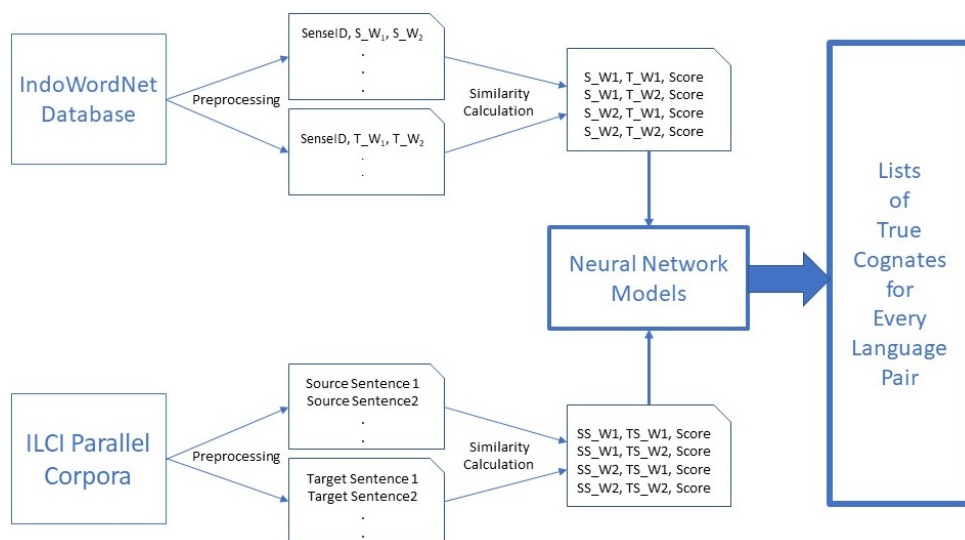 IndoWordNet
Database
Preprocessing
SenseID, S_W₁, S_W₂
.
.
.
SenseID, T_W₁, T_W₂
.
.
Similarity
Calculation
S_W1, T_W1, Score
S_W1, T_W2, Score
S_W2, T_W1, Score
S_W2, T_W2, Score
Neural Network
Models
Lists
of
True
Cognates
for
Every
Language
Pair
ILCI Parallel
Corpora
Preprocessing
Source Sentence 1
Source Sentence2
.
.
Target Sentence 1
Target Sentence2
.
.
Similarity
Calculation
SS_W1, TS_W1, Score
SS_W1, TS_W2, Score
SS_W2, TS_W1, Score
SS_W2, TS_W2, Score